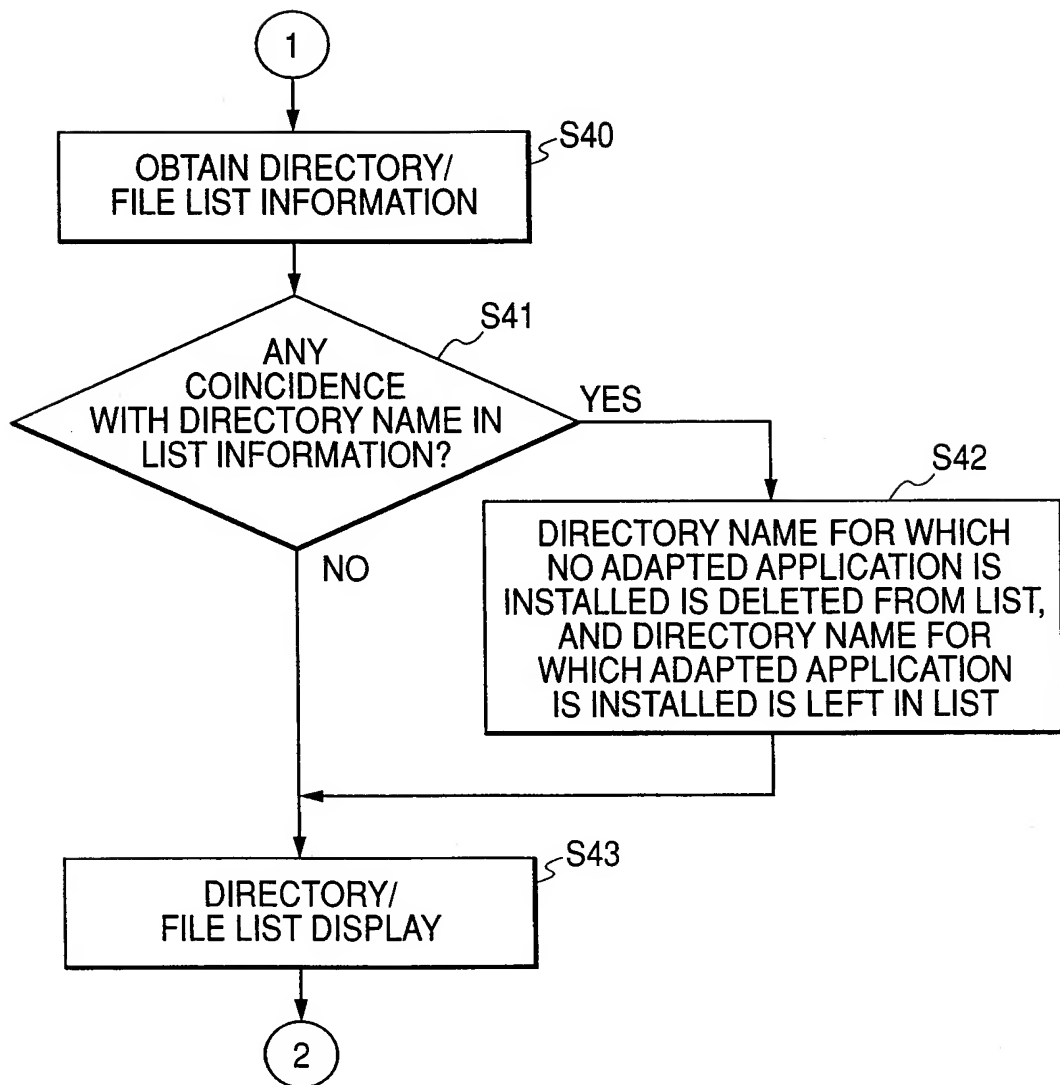 1
S40
OBTAIN DIRECTORY/
FILE LIST INFORMATION
S41
ANY
COINCIDENCE
WITH DIRECTORY NAME IN
LIST INFORMATION?
YES
NO
S42
DIRECTORY NAME FOR WHICH
NO ADAPTED APPLICATION IS
INSTALLED IS DELETED FROM LIST,
AND DIRECTORY NAME FOR
WHICH ADAPTED APPLICATION
IS INSTALLED IS LEFT IN LIST
S43
DIRECTORY/
FILE LIST DISPLAY
2